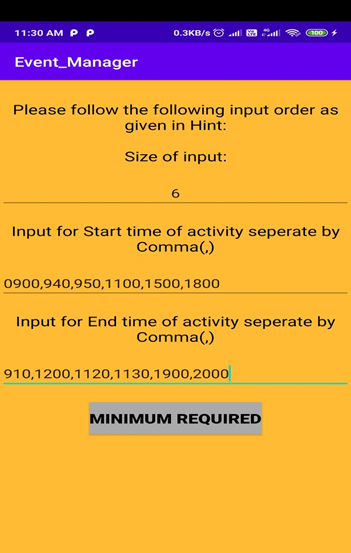 11:30 AM P P 0.3KB/s 4G 100
Event_Manager
Please follow the following input order as
given in Hint:
Size of input:
6
Input for Start time of activity seperate by
Comma(,)
0900,940,950,1100,1500,1800
Input for End time of activity seperate by
Comma(,)
910,1200,1120,1130,1900,2000
MINIMUM REQUIRED